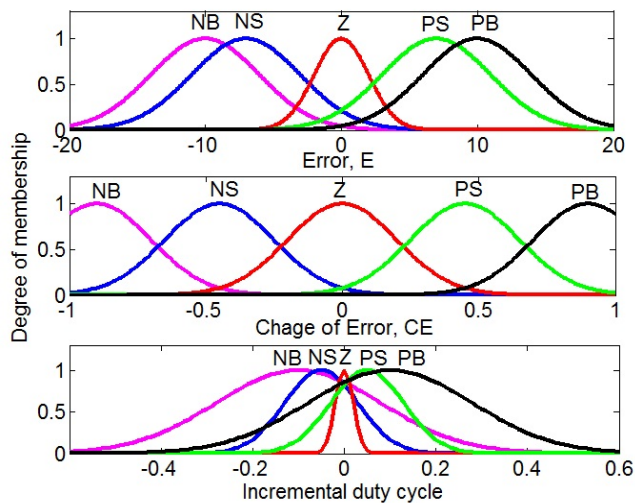 NB NS Z PS PB
1
0.5
0
-20 -10 0 10 20
Error, E
NB NS Z PS PB
1
0.5
0
-1 -0.5 0 0.5 1
Chage of Error, CE
NB NS Z PS PB
1
0.5
0
-0.4 -0.2 0 0.2 0.4 0.6
Incremental duty cycle
Degree of membership